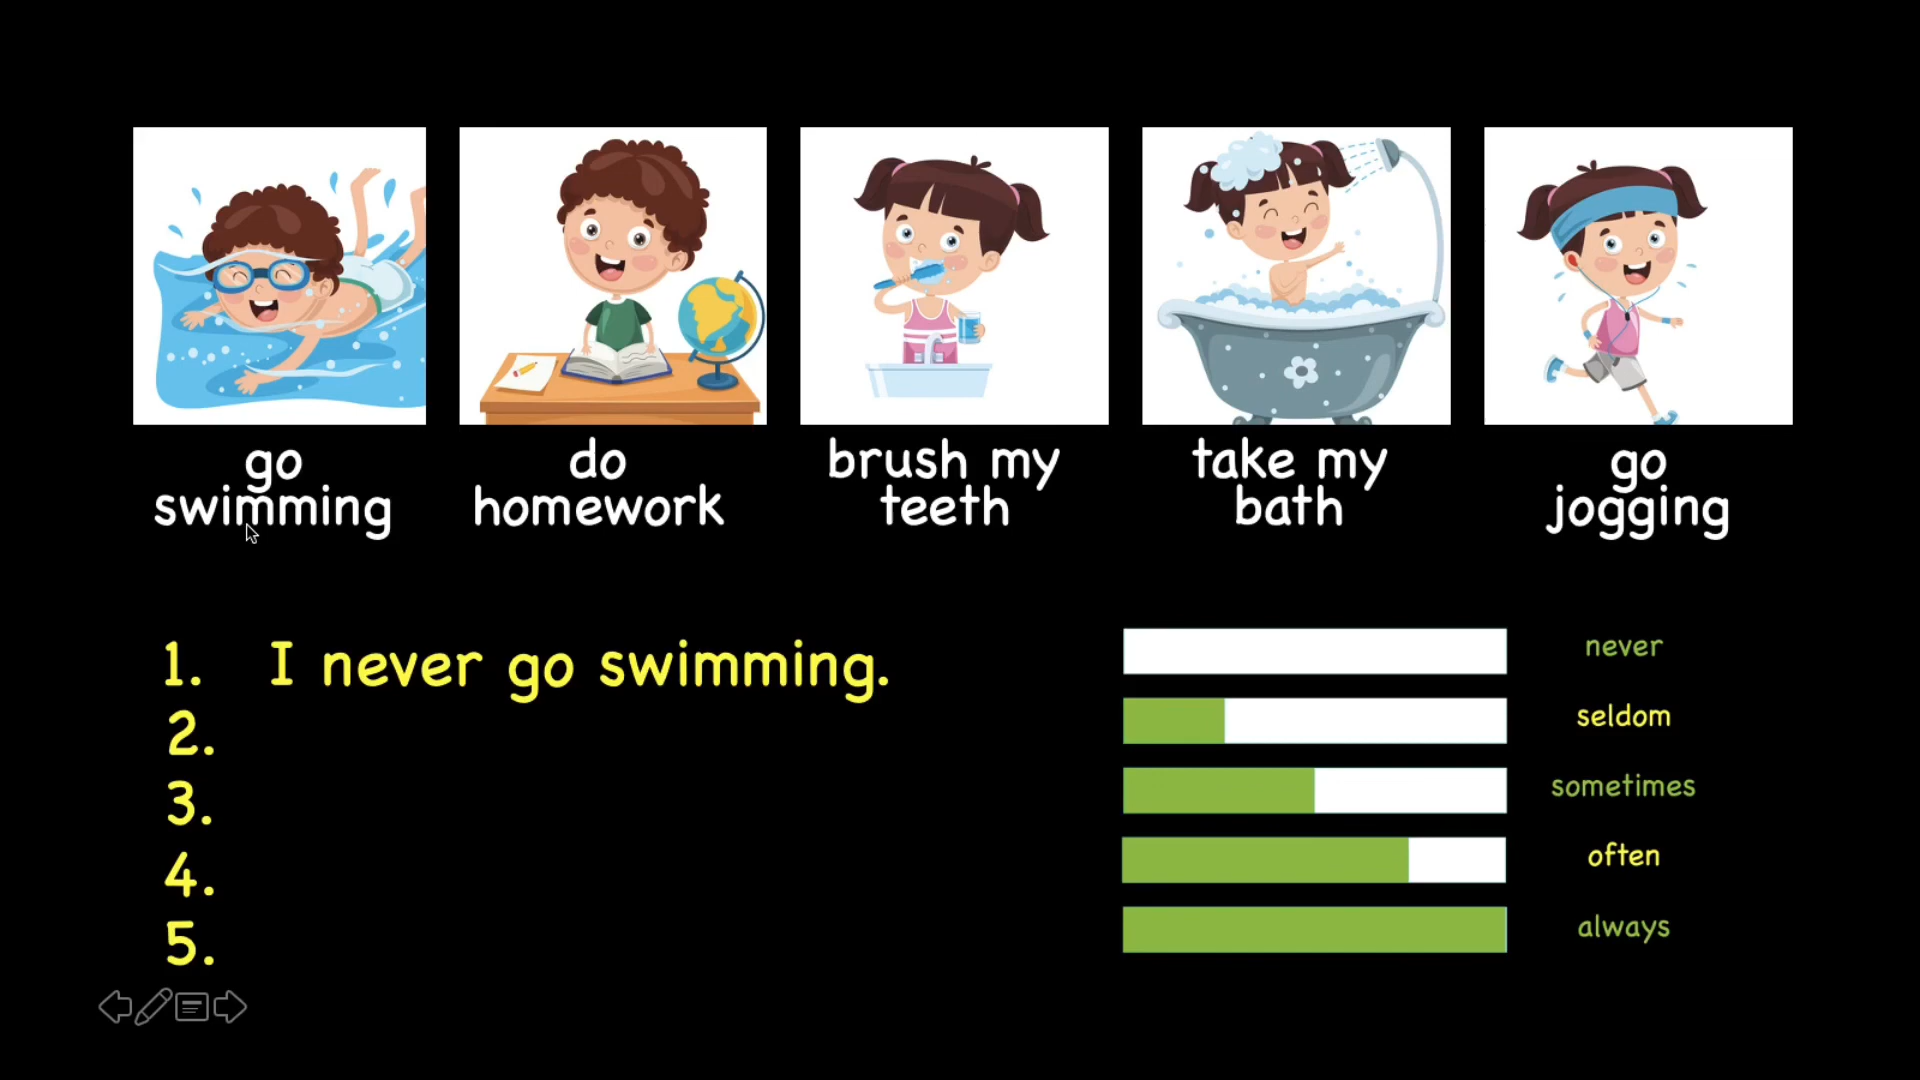 go
swimming
do
homework
brush my
teeth
take my
bath
go
jogging
1. I never go swimming.
2.
3.
4.
5.
never
seldom
sometimes
often
always